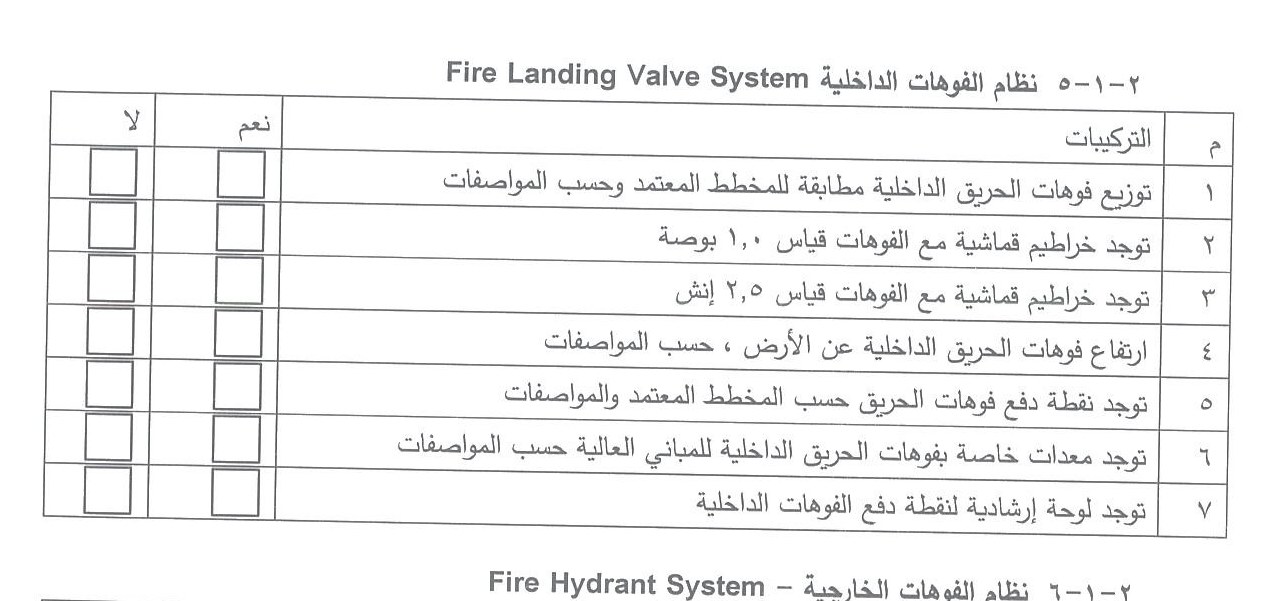 ٢-١-٥ نظام الفوهات الداخلية Fire Landing Valve System
م التركيبات نعم لا
١ توزيع فوهات الحريق الداخلية مطابقة للمخطط المعتمد وحسب المواصفات
٢ توجد خراطيم قماشية مع الفوهات قياس ١,٠ بوصة
٣ توجد خراطيم قماشية مع الفوهات قياس ٢,٥ إنش
٤ ارتفاع فوهات الحريق الداخلية عن الأرض ، حسب المواصفات
٥ توجد نقطة دفع فوهات الحريق حسب المخطط المعتمد والمواصفات
٦ توجد معدات خاصة بفوهات الحريق الداخلية للمباني العالية حسب المواصفات
٧ توجد لوحة إرشادية لنقطة دفع الفوهات الداخلية
٢-١-٦ نظام الفوهات الخارجية – Fire Hydrant System